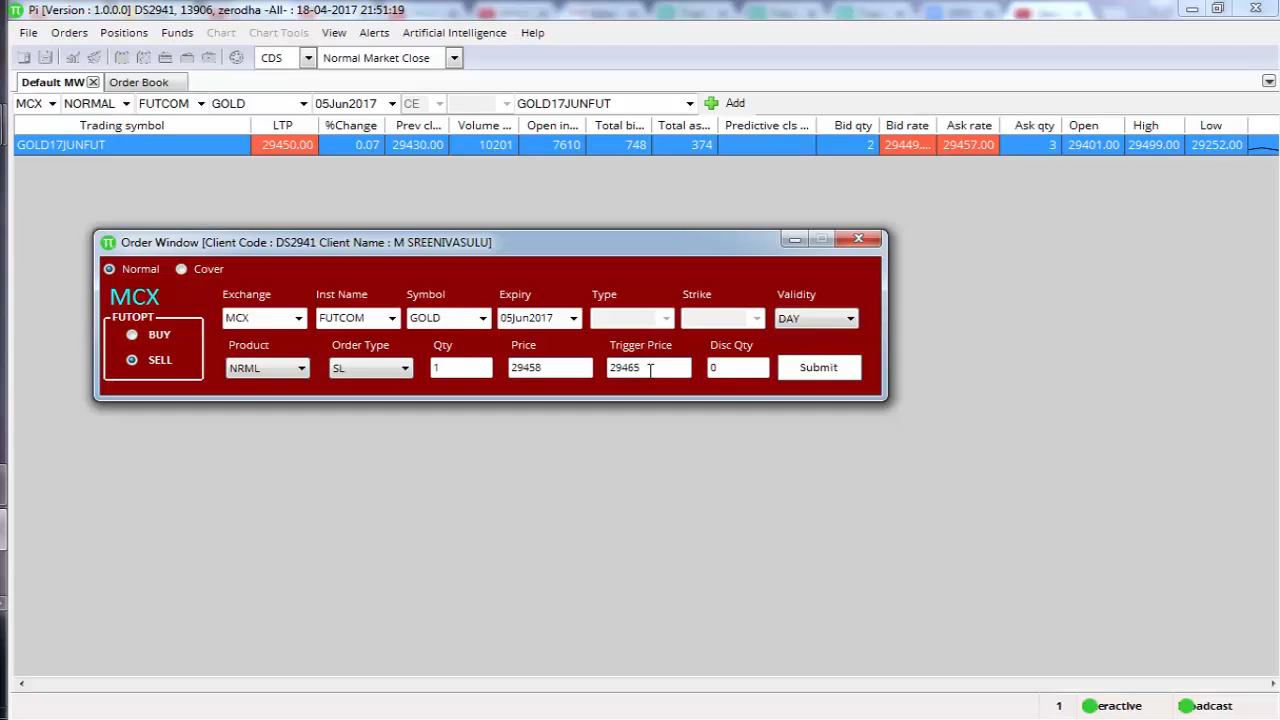 Pi [Version : 1.0.0.0] DS2941, 13906, zerodha -All- : 18-04-2017 21:51:19
File Orders Positions Funds Chart Chart Tools View Alerts Artificial Intelligence Help
CDS Normal Market Close
Default MW Order Book
MCX NORMAL FUTCOM GOLD 05Jun2017 CE GOLD17JUNFUT Add
Trading symbol LTP %Change Prev cl... Volume ... Open in... Total bi... Total as... Predictive cls ... Bid qty Bid rate Ask rate Ask qty Open High Low
GOLD17JUNFUT 29450.00 0.07 29430.00 10201 7610 748 374 2 29449.... 29457.00 3 29401.00 29499.00 29252.00
Order Window [Client Code : DS2941 Client Name : M SREENIVASULU]
Normal Cover
MCX Exchange Inst Name Symbol Expiry Type Strike Validity
FUTOPT MCX FUTCOM GOLD 05Jun2017 DAY
BUY
Product Order Type Qty Price Trigger Price Disc Qty
SELL NRML SL 1 29458 29465 0 Submit
1 eractive adcast